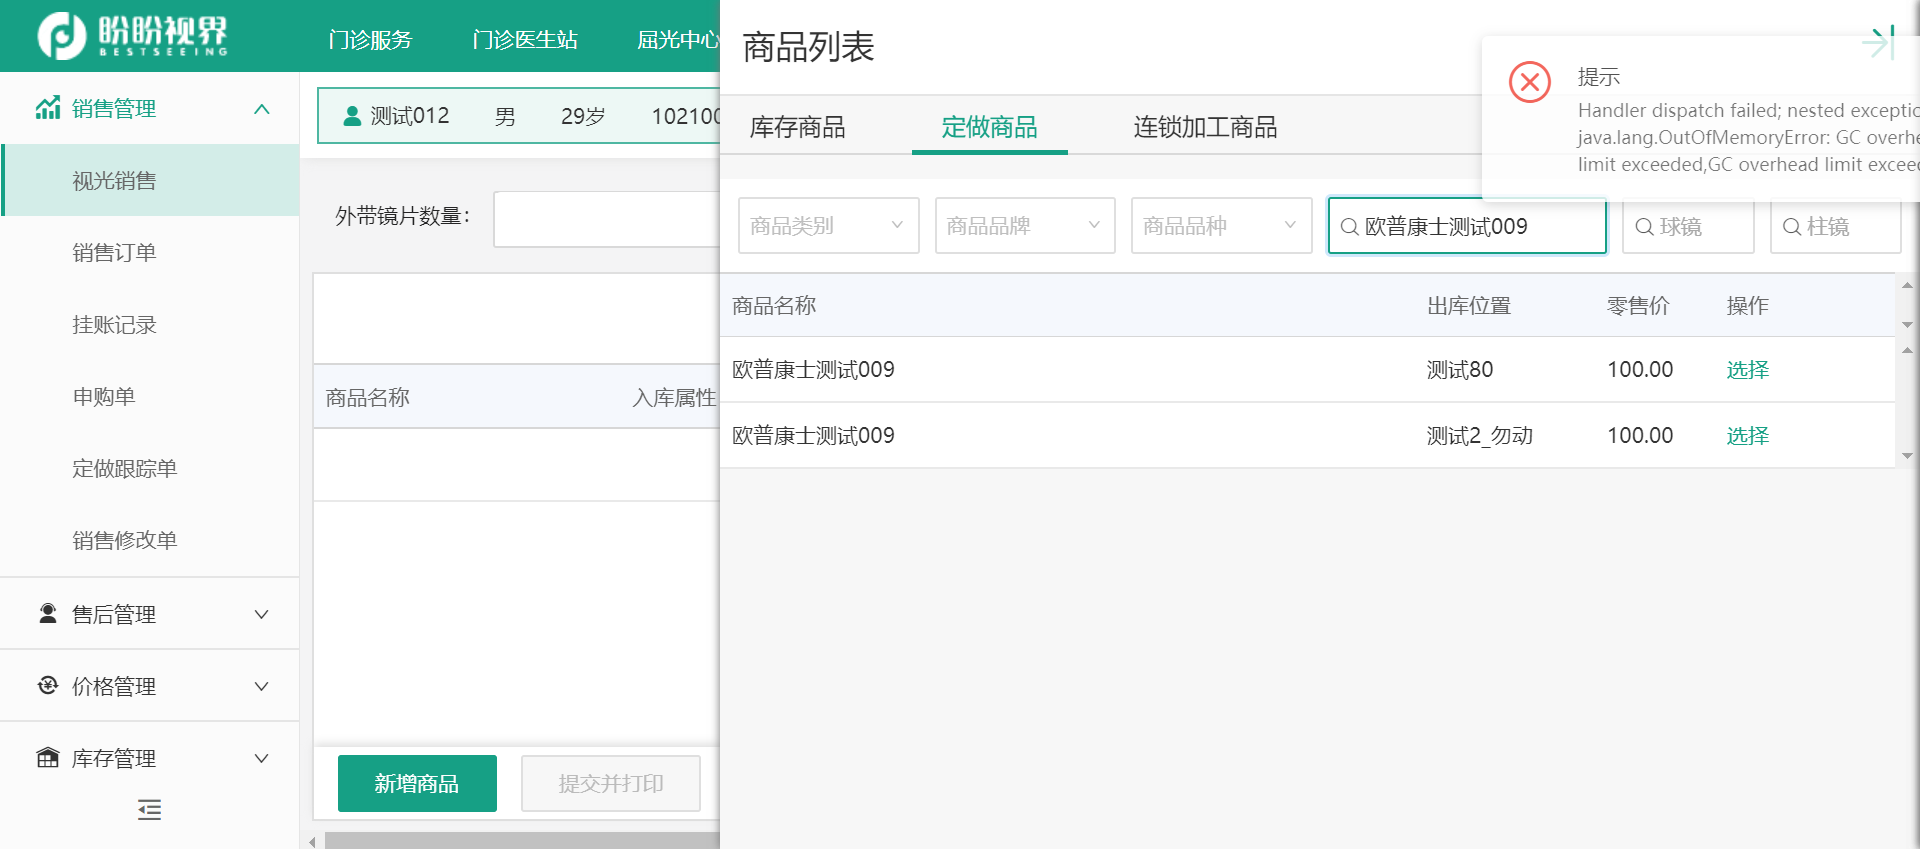 盼盼视界
BESTSEEING
门诊服务
门诊医生站
屈光中心
销售管理
视光销售
销售订单
挂账记录
申购单
定做跟踪单
销售修改单
售后管理
价格管理
库存管理
测试012 男 29岁 102100
外带镜片数量：
商品名称 入库属性
新增商品 提交并打印
商品列表
库存商品 定做商品 连锁加工商品
商品类别 商品品牌 商品品种 欧普康士测试009 球镜 柱镜
商品名称 出库位置 零售价 操作
欧普康士测试009 测试80 100.00 选择
欧普康士测试009 测试2_勿动 100.00 选择
提示
Handler dispatch failed; nested exceptio
java.lang.OutOfMemoryError: GC overhe
limit exceeded,GC overhead limit excee